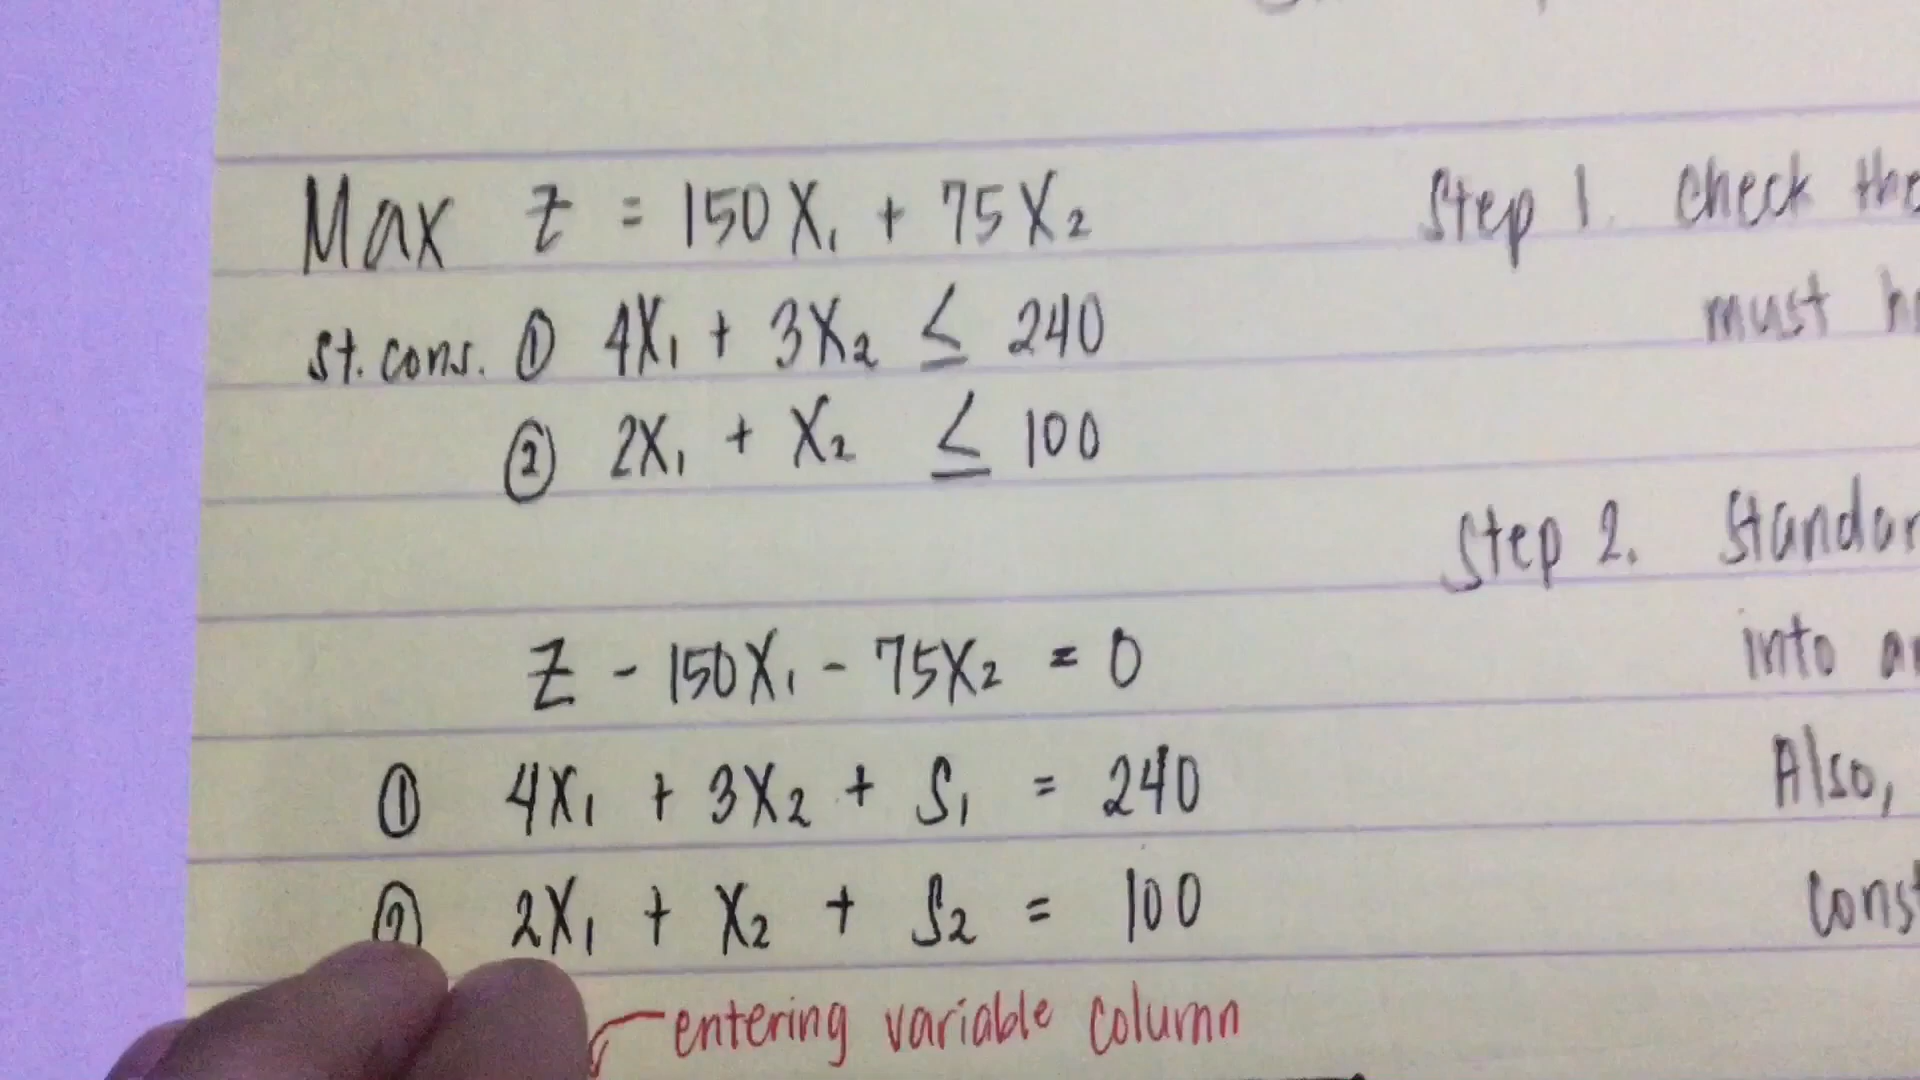 Max Z = 150X₁ + 75X₂
st. cons. ① 4X₁ + 3X₂ ≤ 240
② 2X₁ + X₂ ≤ 100
Z - 150X₁ - 75X₂ = 0
① 4X₁ + 3X₂ + S₁ = 240
② 2X₁ + X₂ + S₂ = 100
entering variable column
Step 1. Check the
must
Step 2.
into
Also,